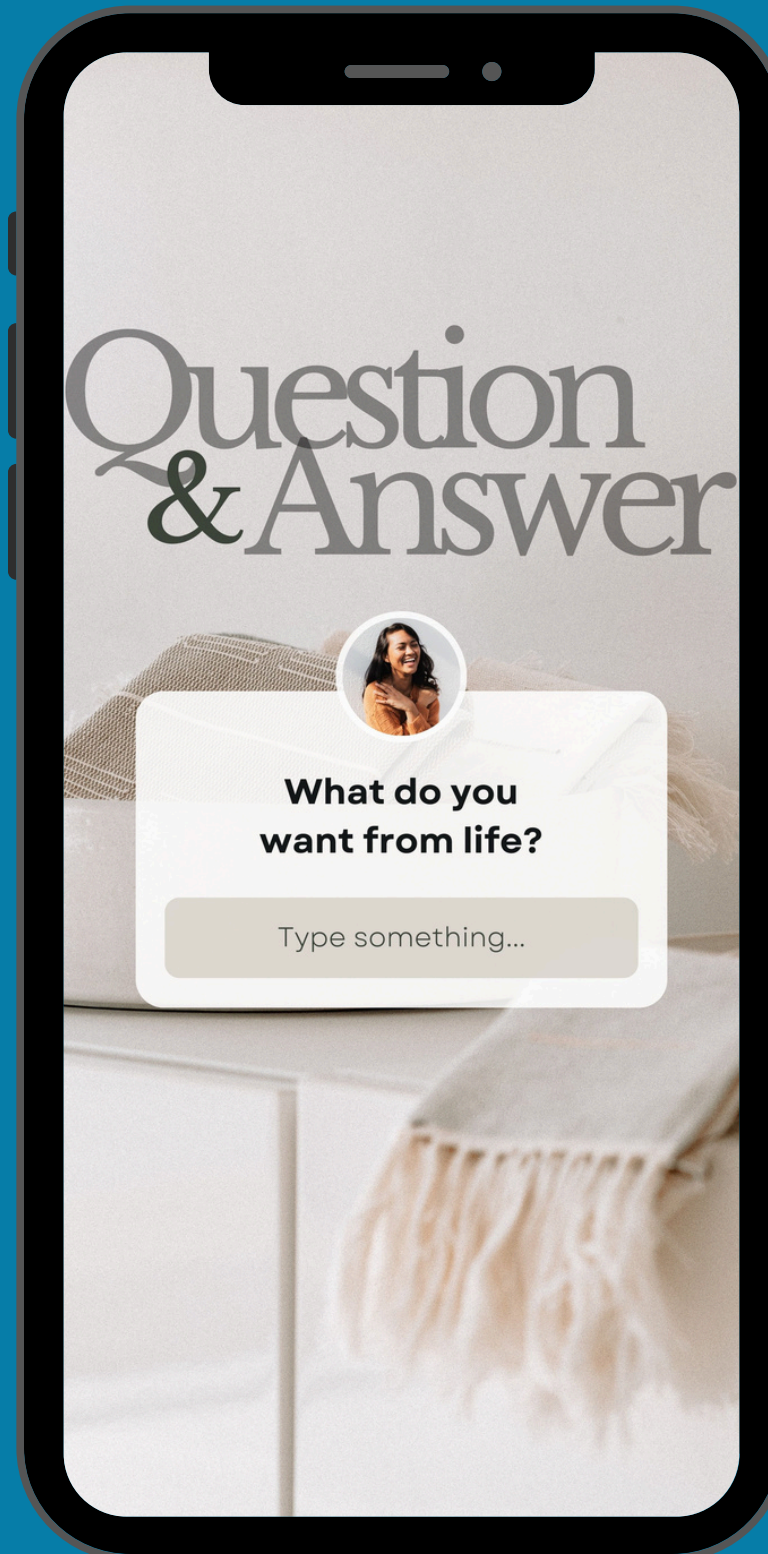 Question
& Answer
What do you
want from life?
Type something...